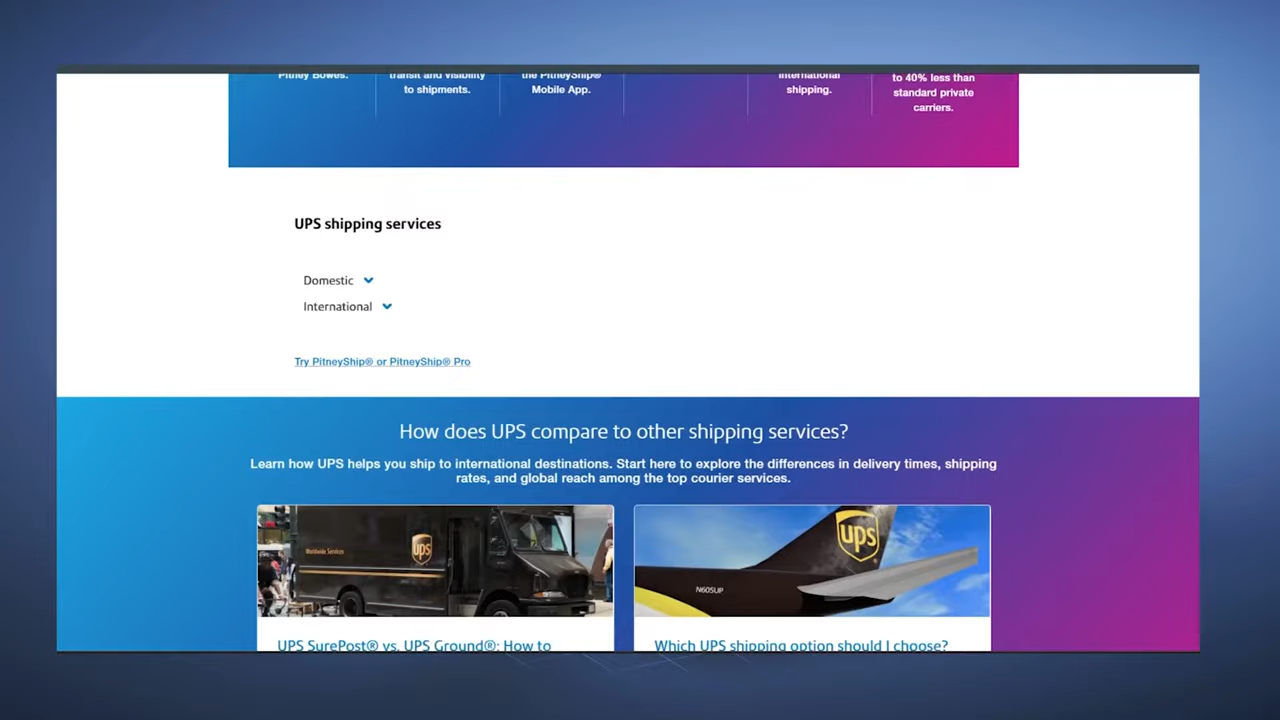 Pitney Bowes.
transit and visibility
to shipments.
the PitneyShip®
Mobile App.
international
shipping.
to 40% less than
standard private
carriers.
UPS shipping services
Domestic
International
Try PitneyShip® or PitneyShip® Pro
How does UPS compare to other shipping services?
Learn how UPS helps you ship to international destinations. Start here to explore the differences in delivery times, shipping
rates, and global reach among the top courier services.
Worldwide Services
ups
ups
N605UP
UPS SurePost® vs. UPS Ground®: How to
Which UPS shipping option should I choose?